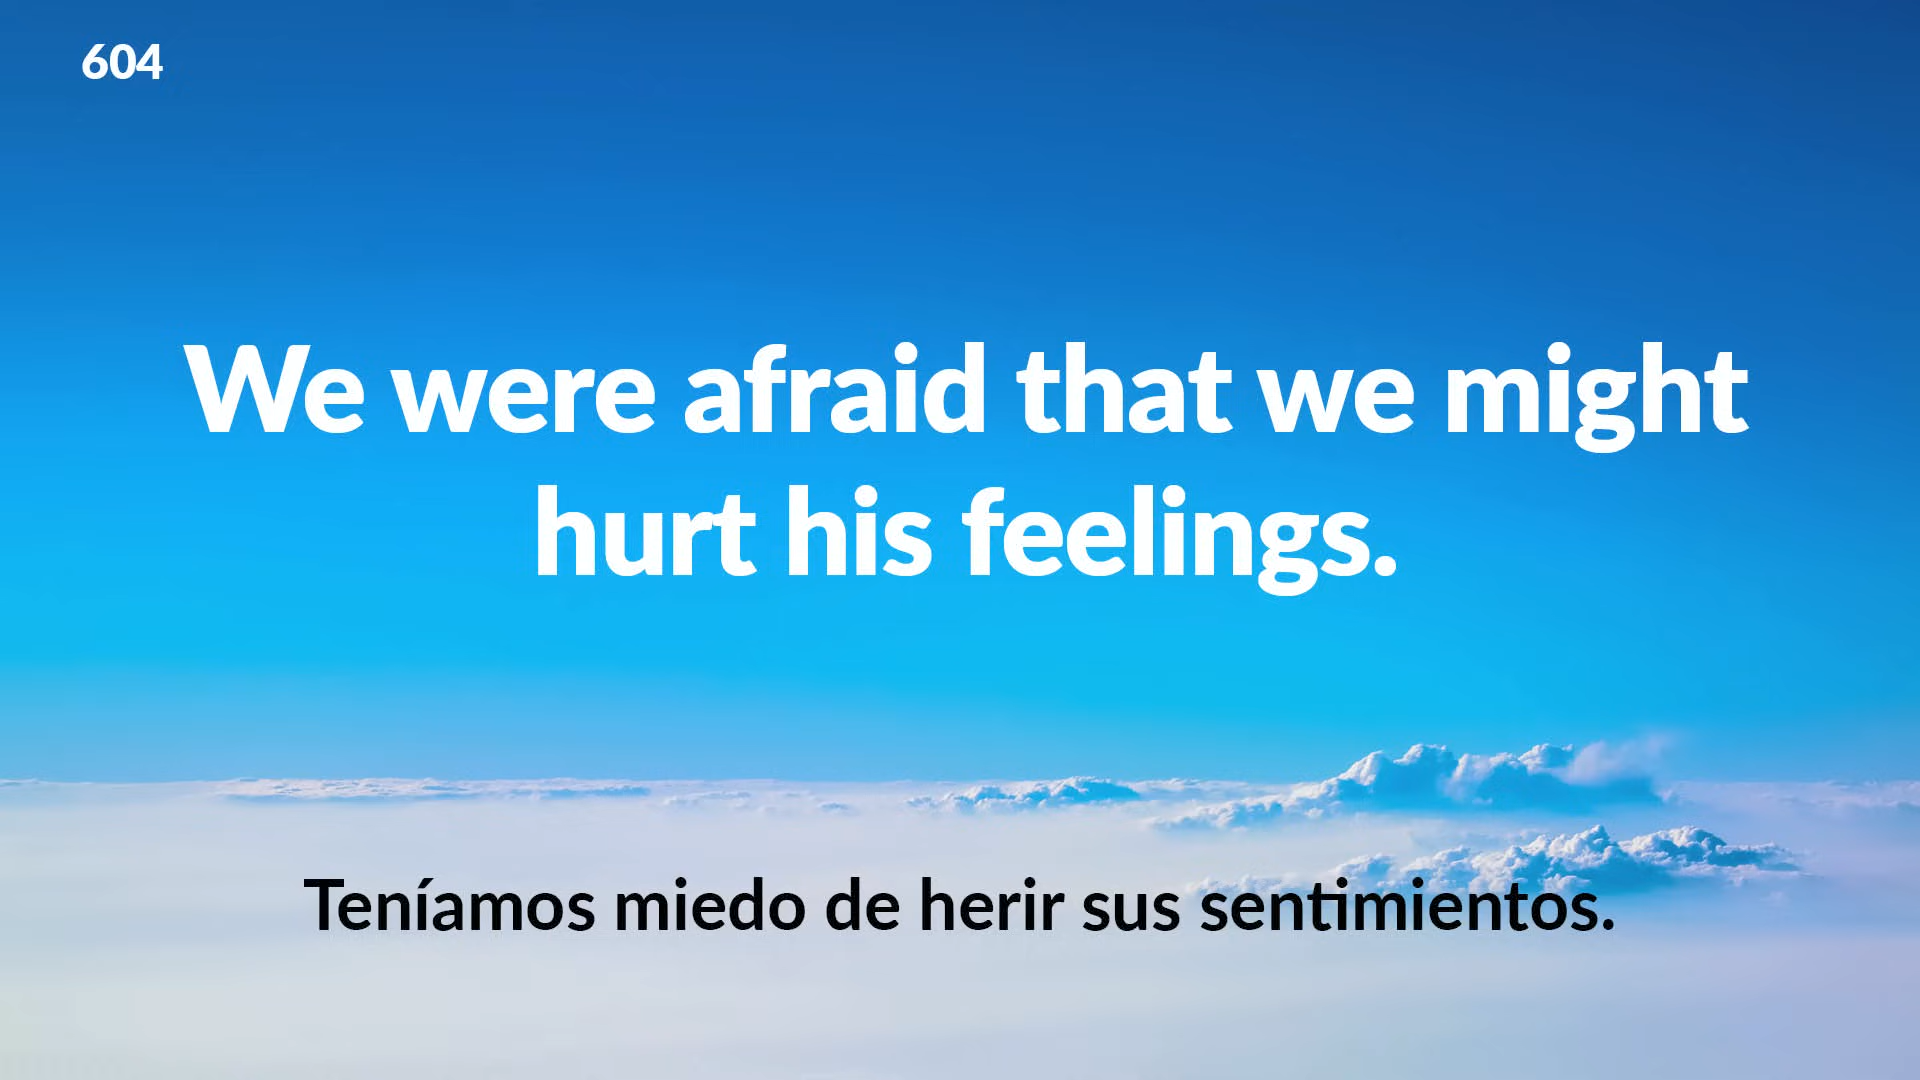 604
We were afraid that we might
hurt his feelings.
Teníamos miedo de herir sus sentimientos.